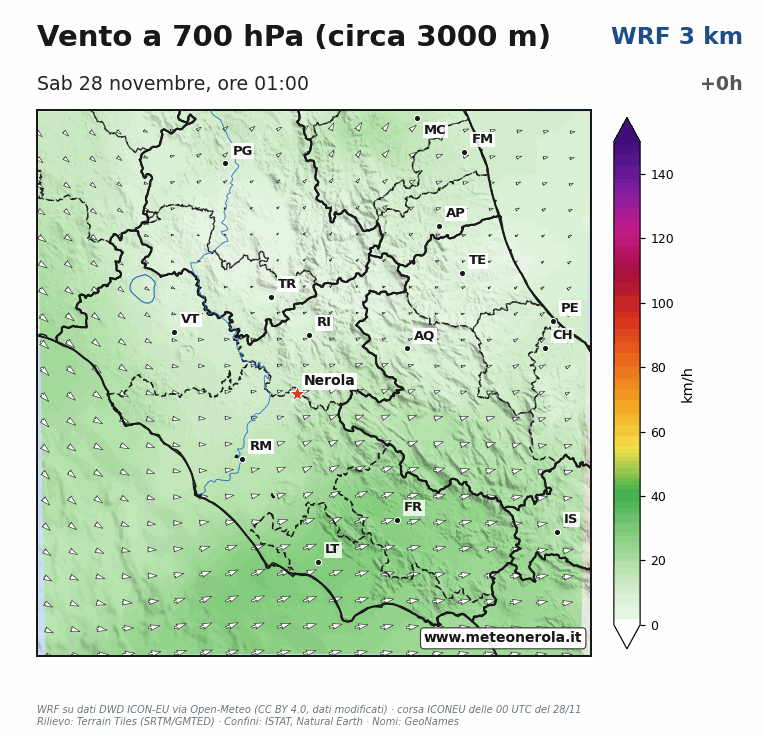 Vento a 700 hPa (circa 3000 m)
WRF 3 km
Sab 28 novembre, ore 01:00
+0h
MC
FM
PG
AP
TE
TR
PE
VT
RI
AQ
CH
Nerola
RM
FR
IS
LT
www.meteonerola.it
140
120
100
80
60
40
20
0
km/h
WRF su dati DWD ICON-EU via Open-Meteo (CC BY 4.0, dati modificati) · corsa ICONEU delle 00 UTC del 28/11
Rilievo: Terrain Tiles (SRTM/GMTED) · Confini: ISTAT, Natural Earth · Nomi: GeoNames